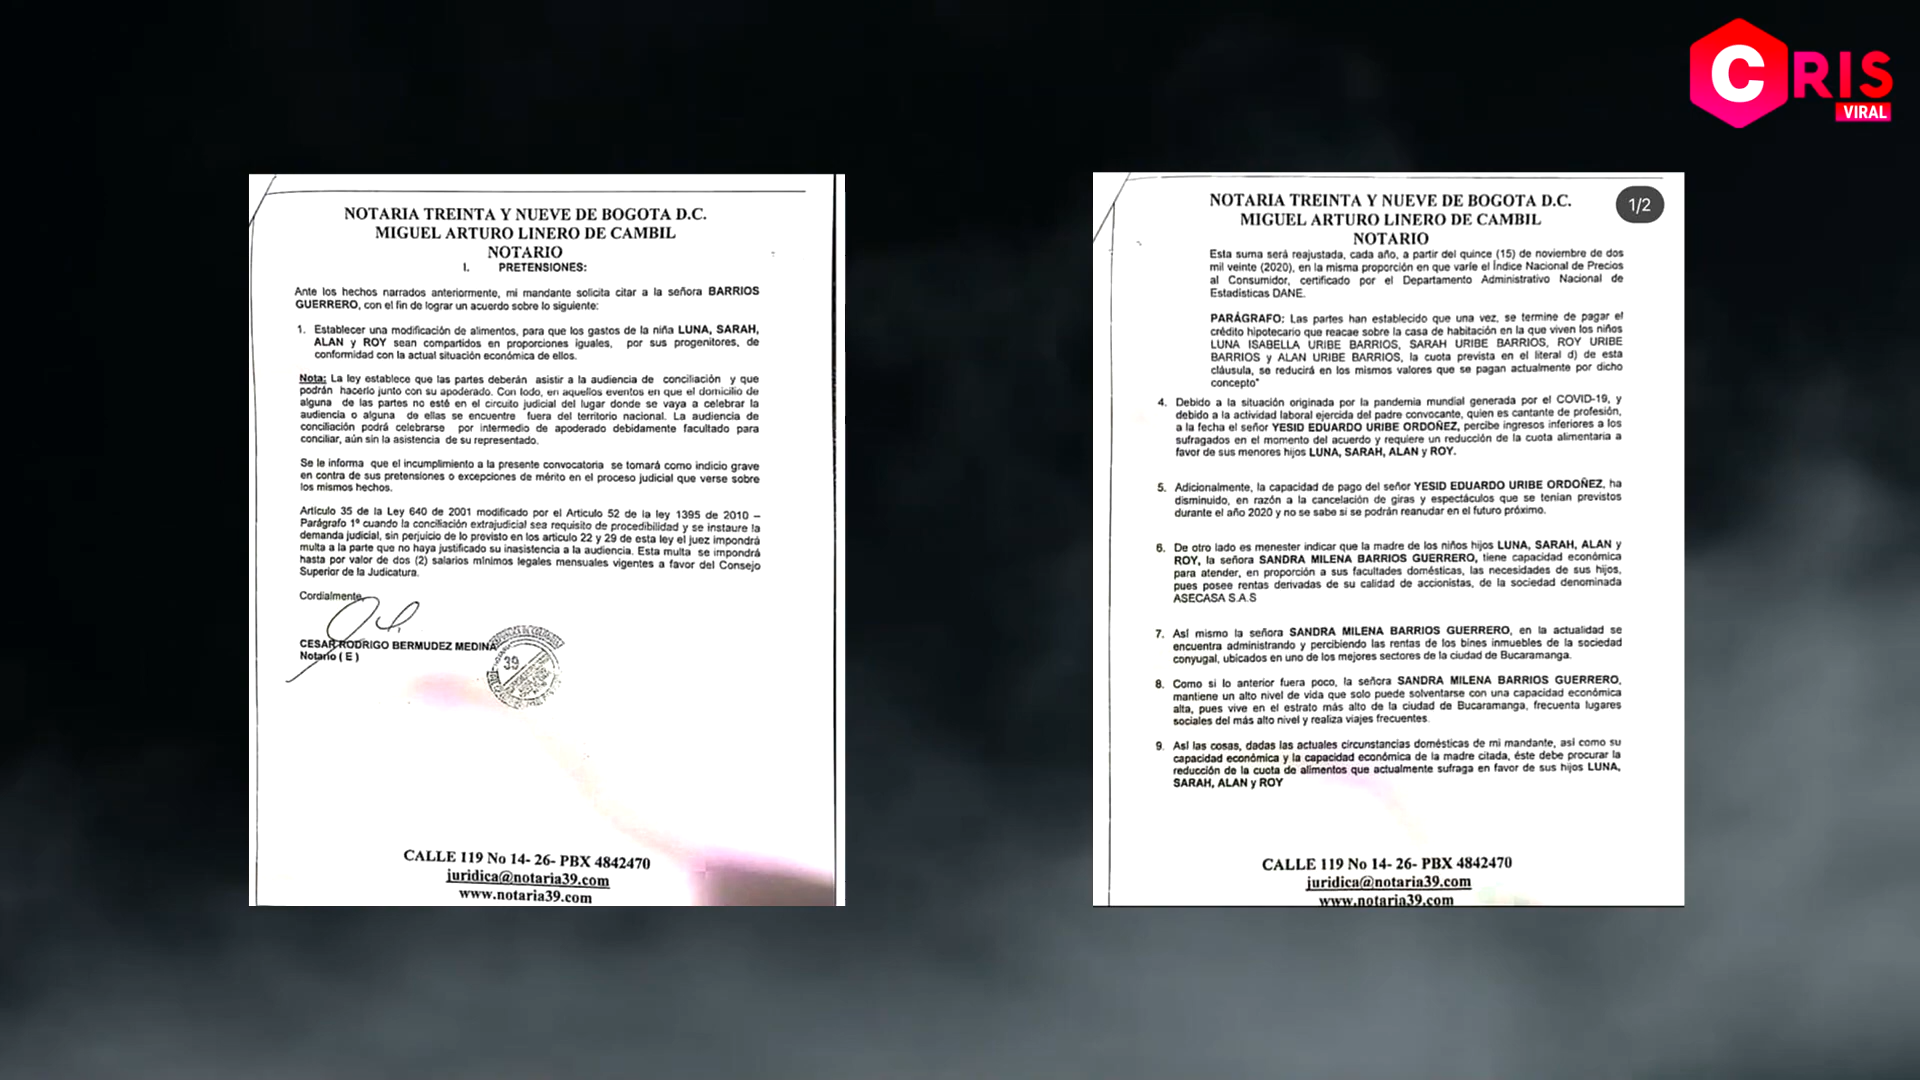 CRIS
VIRAL
NOTARIA TREINTA Y NUEVE DE BOGOTA D.C.
MIGUEL ARTURO LINERO DE CAMBIL
NOTARIO
I. PRETENSIONES:
Ante los hechos narrados anteriormente, mi mandante solicita citar a la señora BARRIOS
GUERRERO, con el fin de lograr un acuerdo sobre lo siguiente:
1. Establecer una modificación de alimentos, para que los gastos de la niña LUNA, SARAH,
ALAN y ROY sean compartidos en proporciones iguales, por sus progenitores, de
conformidad con la actual situación económica de ellos.
Nota: La ley establece que las partes deberán asistir a la audiencia de conciliación y que
podrán hacerlo junto con su apoderado. Con todo, en aquellos eventos en que el domicilio de
alguna de las partes no esté en el circuito judicial del lugar donde se vaya a celebrar la
audiencia o alguna de ellas se encuentre fuera del territorio nacional. La audiencia de
conciliación podrá celebrarse por intermedio de apoderado debidamente facultado para
conciliar, aún sin la asistencia de su representado.
Se le informa que el incumplimiento a la presente convocatoria se tomará como indicio grave
en contra de sus pretensiones o excepciones de mérito en el proceso judicial que verse sobre
los mismos hechos.
Artículo 35 de la Ley 640 de 2001 modificado por el Artículo 52 de la ley 1395 de 2010 –
Parágrafo 1º cuando la conciliación extrajudicial sea requisito de procedibilidad y se instaure la
demanda judicial, sin perjuicio de lo previsto en los articulo 22 y 29 de esta ley el juez impondrá
multa a la parte que no haya justificado su inasistencia a la audiencia. Esta multa se impondrá
hasta por valor de dos (2) salarios mínimos legales mensuales vigentes a favor del Consejo
Superior de la Judicatura.
Cordialmente,
CESAR RODRIGO BERMUDEZ MEDINA
Notario ( E )
39
CALLE 119 No 14- 26- PBX 4842470
juridica@notaria39.com
www.notaria39.com
1/2
NOTARIA TREINTA Y NUEVE DE BOGOTA D.C.
MIGUEL ARTURO LINERO DE CAMBIL
NOTARIO
Esta suma será reajustada, cada año, a partir del quince (15) de noviembre de dos
mil veinte (2020), en la misma proporción en que varíe el Índice Nacional de Precios
al Consumidor, certificado por el Departamento Administrativo Nacional de
Estadísticas DANE.
PARÁGRAFO: Las partes han establecido que una vez, se termine de pagar el
crédito hipotecario que reacae sobre la casa de habitación en la que viven los niños
LUNA ISABELLA URIBE BARRIOS, SARAH URIBE BARRIOS, ROY URIBE
BARRIOS y ALAN URIBE BARRIOS, la cuota prevista en el literal d) de esta
cláusula, se reducirá en los mismos valores que se pagan actualmente por dicho
concepto"
4. Debido a la situación originada por la pandemia mundial generada por el COVID-19, y
debido a la actividad laboral ejercida del padre convocante, quien es cantante de profesión,
a la fecha el señor YESID EDUARDO URIBE ORDOÑEZ, percibe ingresos inferiores a los
sufragados en el momento del acuerdo y requiere un reducción de la cuota alimentaria a
favor de sus menores hijos LUNA, SARAH, ALAN y ROY.
5. Adicionalmente, la capacidad de pago del señor YESID EDUARDO URIBE ORDOÑEZ, ha
disminuido, en razón a la cancelación de giras y espectáculos que se tenían previstos
durante el año 2020 y no se sabe si se podrán reanudar en el futuro próximo.
6. De otro lado es menester indicar que la madre de los niños hijos LUNA, SARAH, ALAN y
ROY, la señora SANDRA MILENA BARRIOS GUERRERO, tiene capacidad económica
para atender, en proporción a sus facultades domésticas, las necesidades de sus hijos,
pues posee rentas derivadas de su calidad de accionistas, de la sociedad denominada
ASECASA S.A.S
7. Así mismo la señora SANDRA MILENA BARRIOS GUERRERO, en la actualidad se
encuentra administrando y percibiendo las rentas de los bines inmuebles de la sociedad
conyugal, ubicados en uno de los mejores sectores de la ciudad de Bucaramanga.
8. Como si lo anterior fuera poco, la señora SANDRA MILENA BARRIOS GUERRERO,
mantiene un alto nivel de vida que solo puede solventarse con una capacidad económica
alta, pues vive en el estrato más alto de la ciudad de Bucaramanga, frecuenta lugares
sociales del más alto nivel y realiza viajes frecuentes.
9. Así las cosas, dadas las actuales circunstancias domésticas de mi mandante, así como su
capacidad económica y la capacidad económica de la madre citada, éste debe procurar la
reducción de la cuota de alimentos que actualmente sufraga en favor de sus hijos LUNA,
SARAH, ALAN y ROY
CALLE 119 No 14- 26- PBX 4842470
juridica@notaria39.com
www.notaria39.com